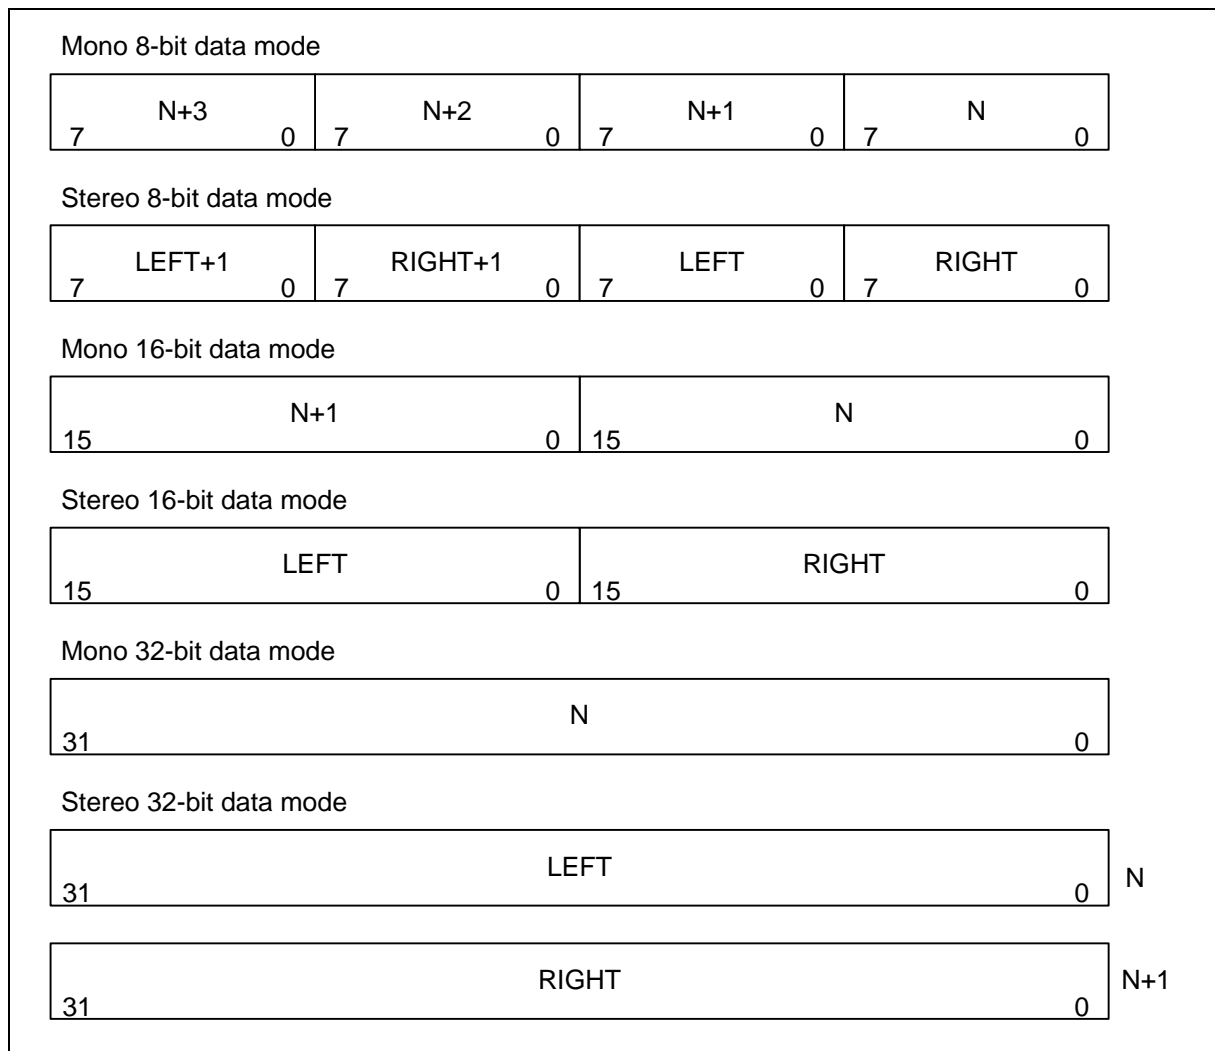 Mono 8-bit data mode
N+3 N+2 N+1 N
7 0 7 0 7 0 7 0
Stereo 8-bit data mode
LEFT+1 RIGHT+1 LEFT RIGHT
7 0 7 0 7 0 7 0
Mono 16-bit data mode
N+1 N
15 0 15 0
Stereo 16-bit data mode
LEFT RIGHT
15 0 15 0
Mono 32-bit data mode
N
31 0
Stereo 32-bit data mode
LEFT
N
31 0
RIGHT N+1
31 0